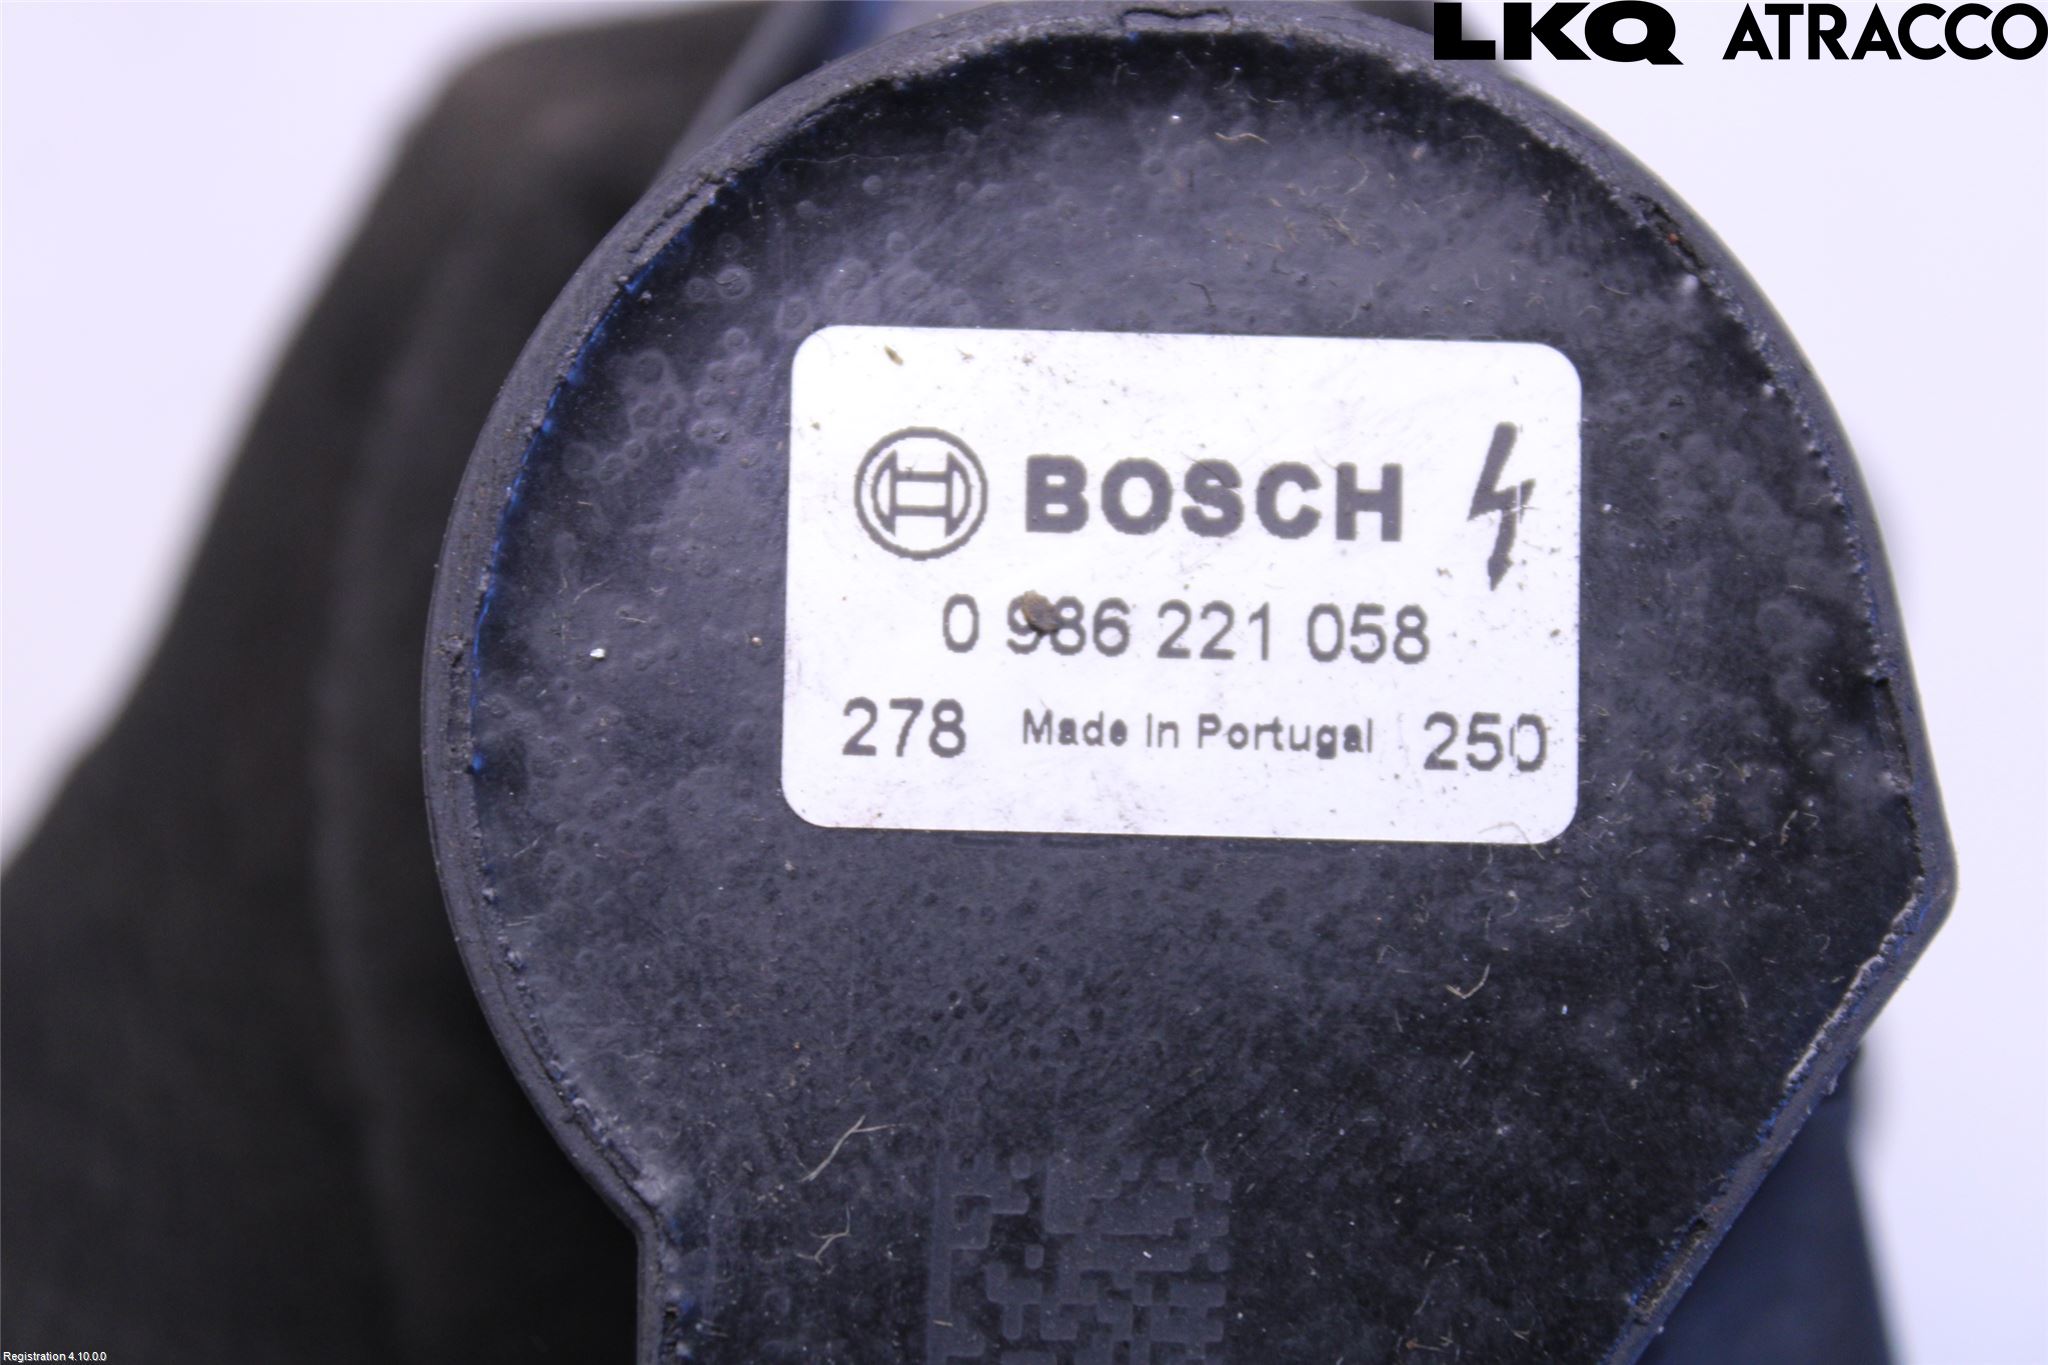 LKQ ATRACCO
BOSCH
0 986 221 058
278 Made in Portugal 250
Registration 4.10.0.0